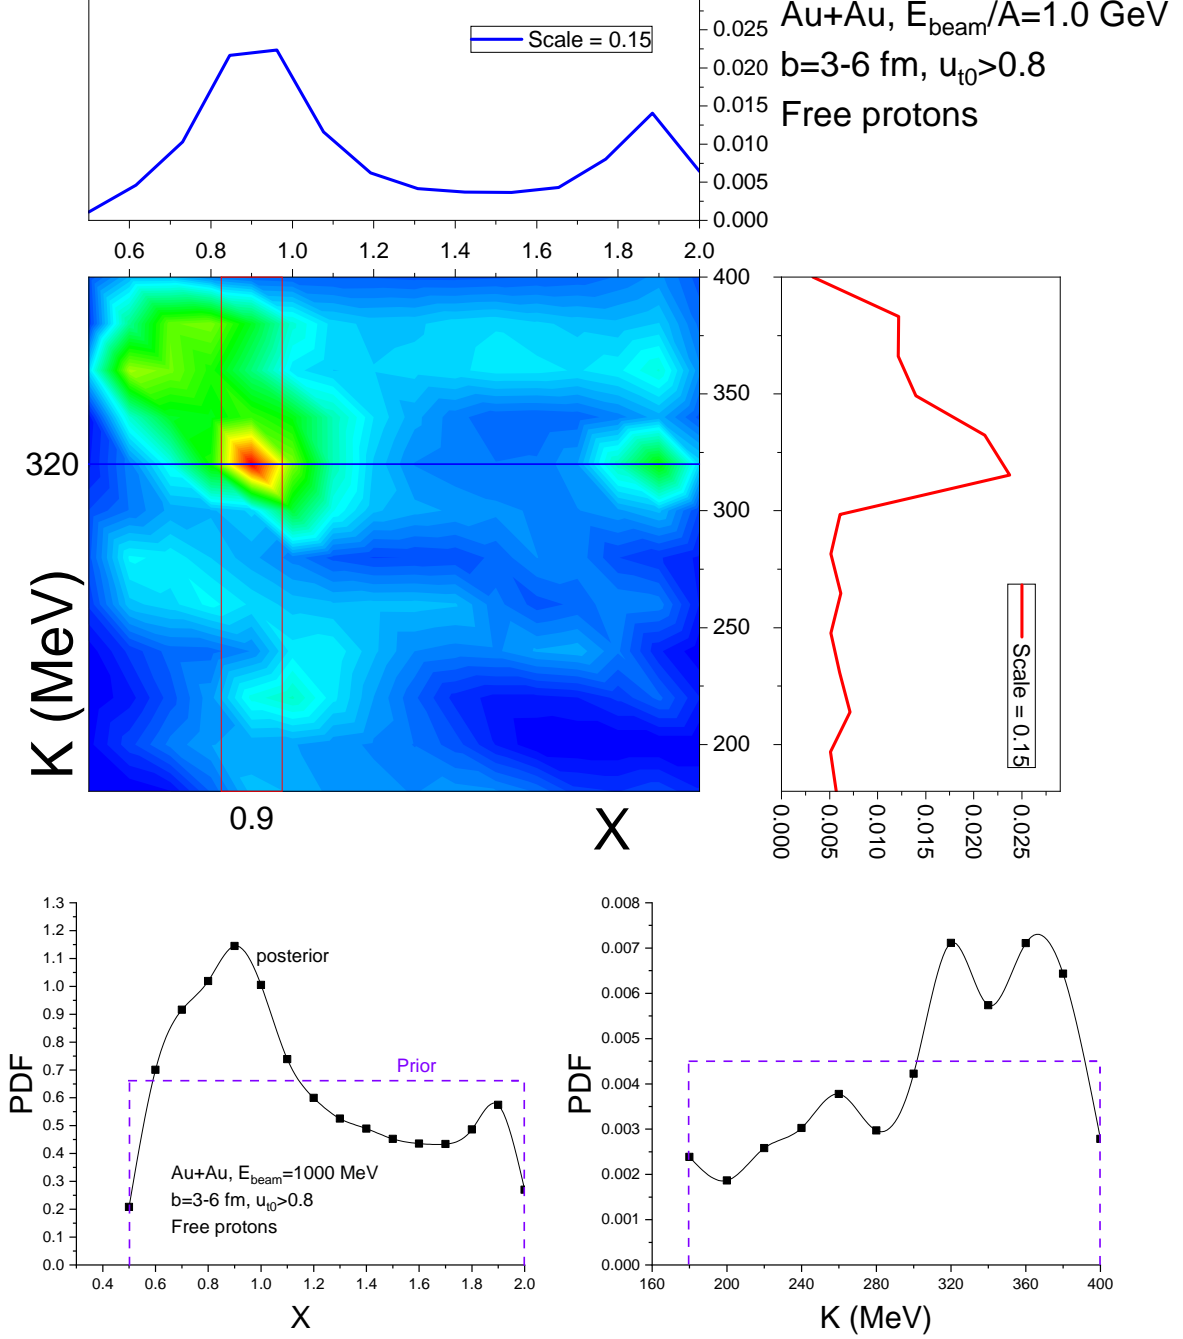 Au+Au, E_beam/A=1.0 GeV
b=3-6 fm, u_t0>0.8
Free protons
Scale = 0.15
0.025
0.020
0.015
0.010
0.005
0.000
0.6 0.8 1.0 1.2 1.4 1.6 1.8 2.0
400
350
300
250
200
320
K (MeV)
0.9
X
Scale = 0.15
0.000 0.005 0.010 0.015 0.020 0.025
1.3
1.2
1.1
1.0
0.9
0.8
0.7
0.6
0.5
0.4
0.3
0.2
0.1
0.0
PDF
posterior
Prior
Au+Au, E_beam=1000 MeV
b=3-6 fm, u_t0>0.8
Free protons
0.4 0.6 0.8 1.0 1.2 1.4 1.6 1.8 2.0
X
0.008
0.007
0.006
0.005
0.004
0.003
0.002
0.001
0.000
PDF
160 200 240 280 320 360 400
K (MeV)